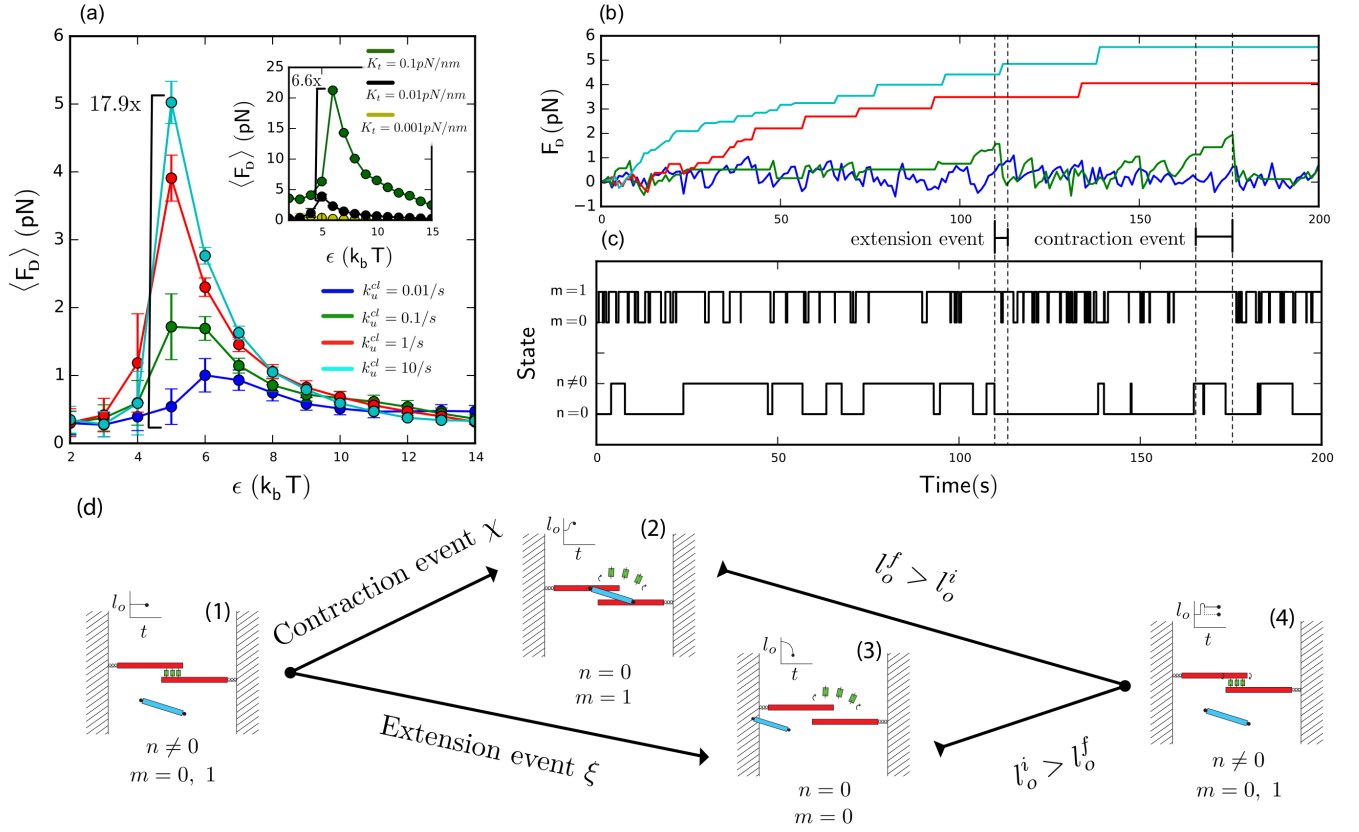 (a)
17.9x
⟨F_D⟩ (pN)
6
5
4
3
2
1
0
2 4 6 8 10 12 14
ϵ (k_b T)
K_t = 0.1pN/nm
K_t = 0.01pN/nm
K_t = 0.001pN/nm
6.6x
⟨F_D⟩ (pN)
25
20
15
10
5
0
5 10 15
ϵ (k_b T)
k_u^{cl} = 0.01/s
k_u^{cl} = 0.1/s
k_u^{cl} = 1/s
k_u^{cl} = 10/s
(b)
F_D (pN)
6
5
4
3
2
1
0
−1
0 50 100 150 200
extension event
contraction event
(c)
State
m = 1
m = 0
n ≠ 0
n = 0
0 50 100 150 200
Time(s)
(d)
(1)
l_o
t
n ≠ 0
m = 0, 1
Contraction event χ
Extension event ξ
(2)
l_o
t
n = 0
m = 1
(3)
l_o
t
n = 0
m = 0
l_o^f > l_o^i
l_o^i > l_o^f
(4)
l_o
t
n ≠ 0
m = 0, 1